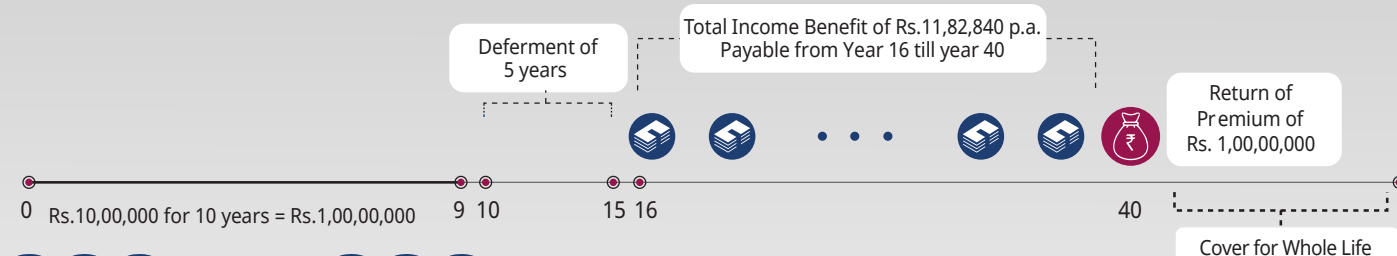 Deferment of
5 years
Total Income Benefit of Rs.11,82,840 p.a.
Payable from Year 16 till year 40
Return of
Premium of
Rs. 1,00,00,000
₹
0
Rs.10,00,000 for 10 years = Rs.1,00,00,000
9
10
15
16
40
Cover for Whole Life